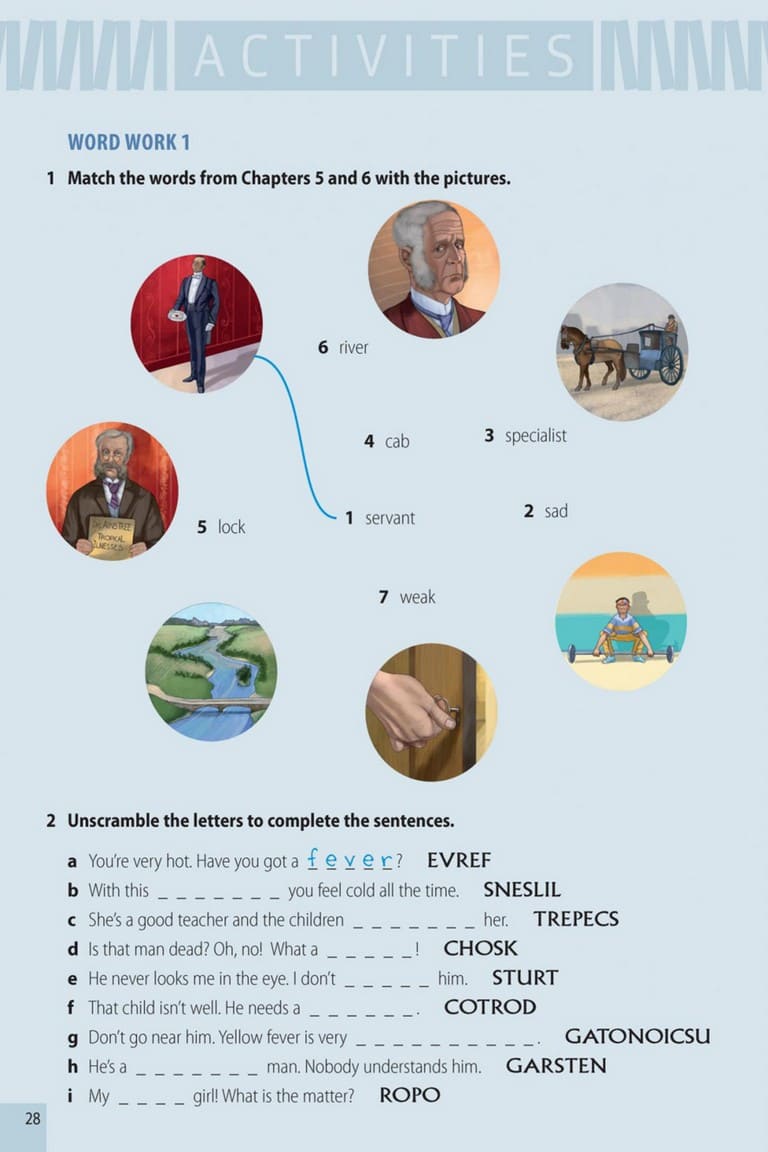 ACTIVITIES
WORD WORK 1
1 Match the words from Chapters 5 and 6 with the pictures.
6 river
4 cab
3 specialist
1 servant
2 sad
5 lock
DR AINSTREE
TROPICAL
ILLNESSES
7 weak
2 Unscramble the letters to complete the sentences.
a You're very hot. Have you got a f e v e r ? EVREF
b With this _ _ _ _ _ _ _ you feel cold all the time. SNESLIL
c She's a good teacher and the children _ _ _ _ _ _ _ her. TREPECS
d Is that man dead? Oh, no! What a _ _ _ _ _! CHOSK
e He never looks me in the eye. I don't _ _ _ _ _ him. STURT
f That child isn't well. He needs a _ _ _ _ _ _. COTROD
g Don't go near him. Yellow fever is very _ _ _ _ _ _ _ _ _ _. GATONOICSU
h He's a _ _ _ _ _ _ _ man. Nobody understands him. GARSTEN
i My _ _ _ _ girl! What is the matter? ROPO
28